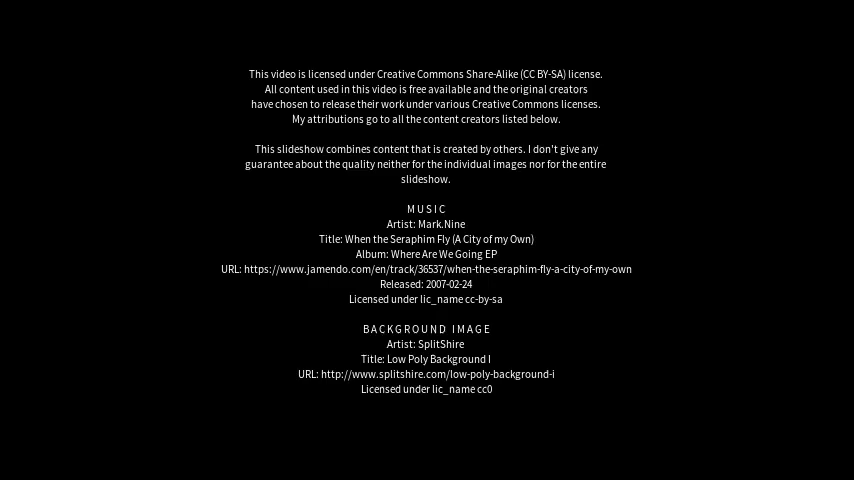 This video is licensed under Creative Commons Share-Alike (CC BY-SA) license.
All content used in this video is free available and the original creators
have chosen to release their work under various Creative Commons licenses.
My attributions go to all the content creators listed below.
This slideshow combines content that is created by others. I don't give any
guarantee about the quality neither for the individual images nor for the entire
slideshow.
MUSIC
Artist: Mark.Nine
Title: When the Seraphim Fly (A City of my Own)
Album: Where Are We Going EP
URL: https://www.jamendo.com/en/track/36537/when-the-seraphim-fly-a-city-of-my-own
Released: 2007-02-24
Licensed under lic_name cc-by-sa
BACKGROUND IMAGE
Artist: SplitShire
Title: Low Poly Background I
URL: http://www.splitshire.com/low-poly-background-i
Licensed under lic_name cc0